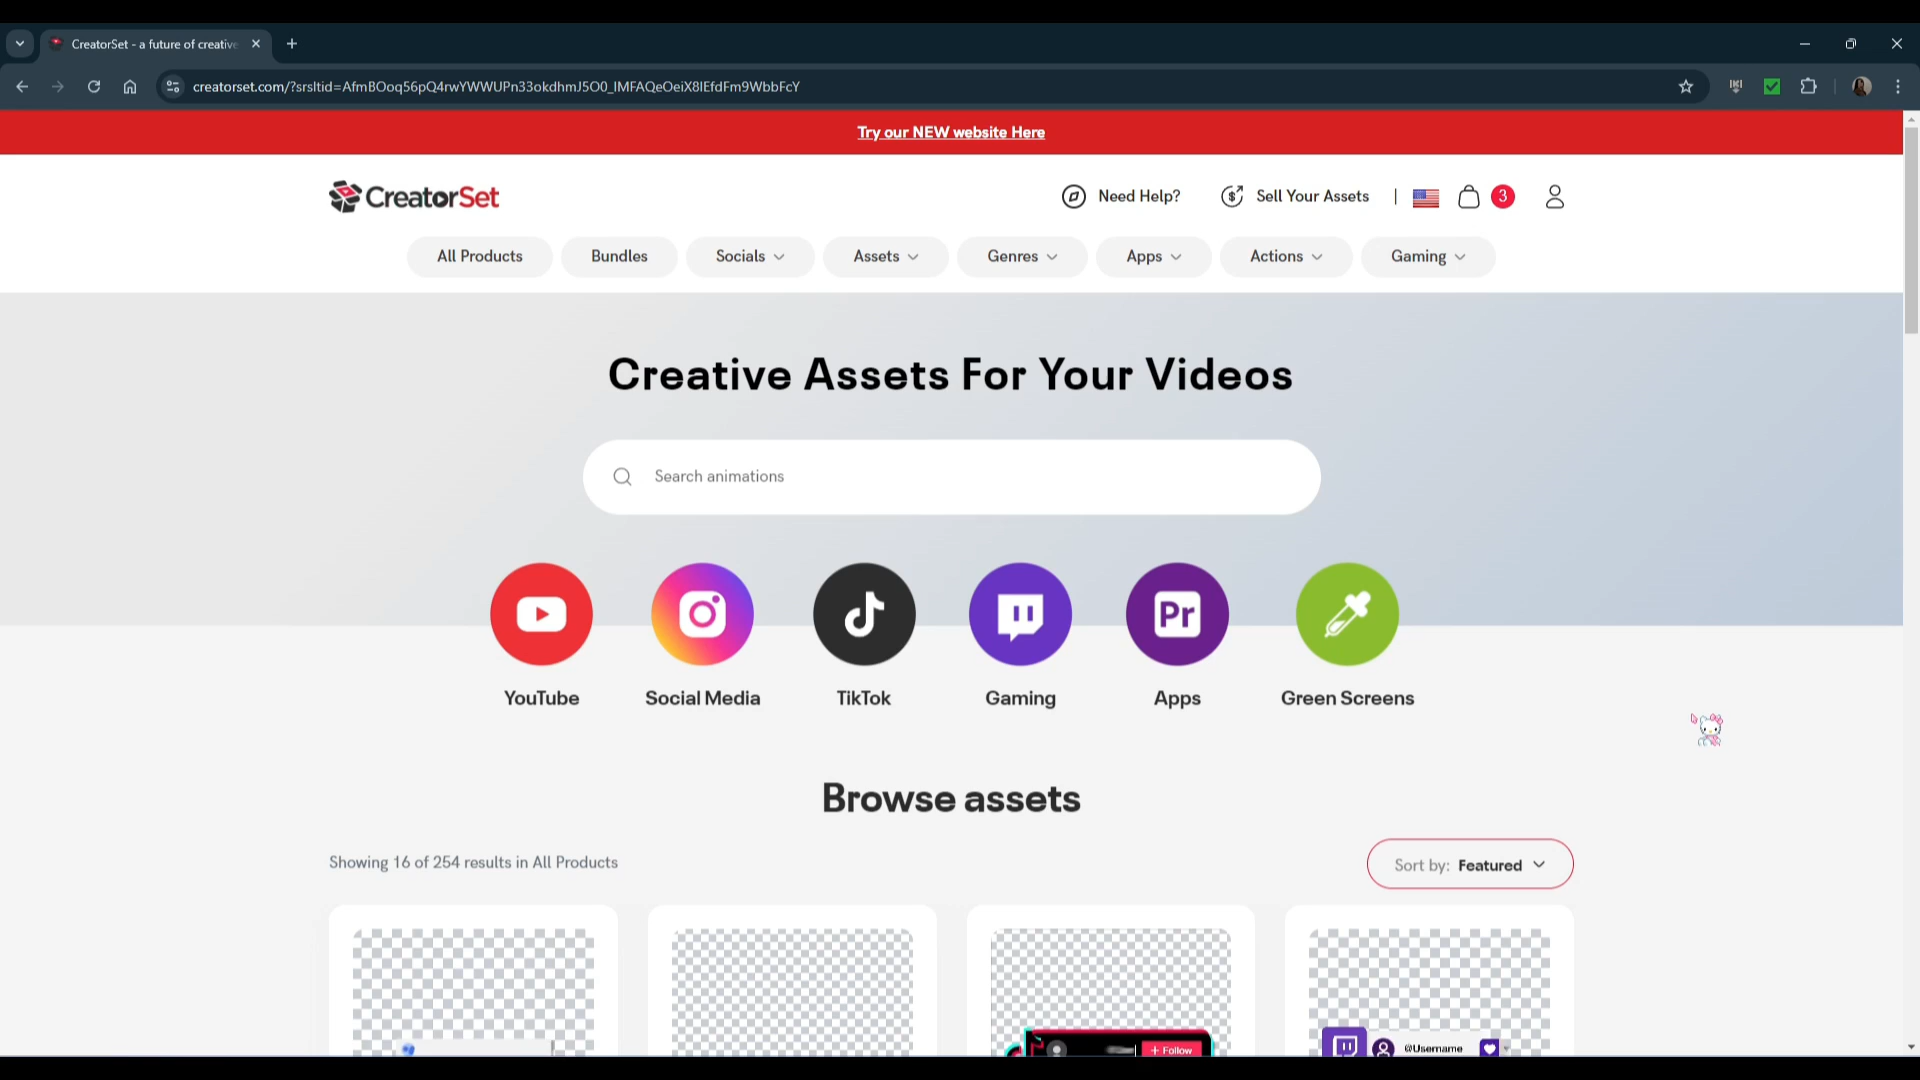 CreatorSet - a future of creative
creatorset.com/?srsltid=AfmBOoq56pQ4rwYWWUPn33okdhmJ5O0_IMFAQeOeiX8IEfdFm9WbbFcY
Try our NEW website Here
CreatorSet
Need Help?
Sell Your Assets
3
All Products
Bundles
Socials
Assets
Genres
Apps
Actions
Gaming
Creative Assets For Your Videos
Search animations
Pr
YouTube
Social Media
TikTok
Gaming
Apps
Green Screens
Browse assets
Showing 16 of 254 results in All Products
Sort by: Featured
+ Follow
@Username